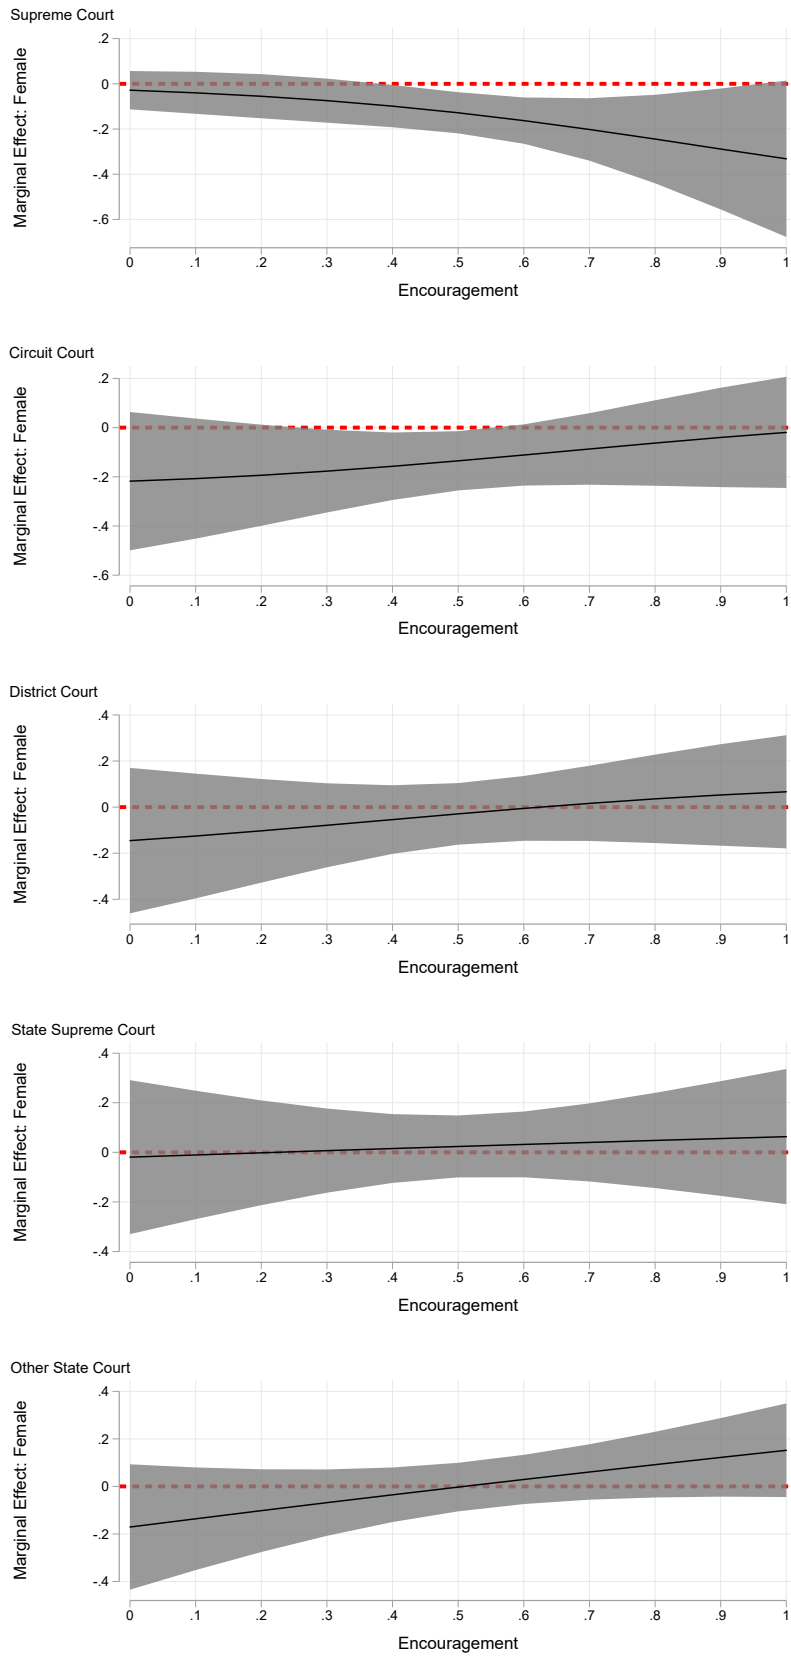 Supreme Court
Marginal Effect: Female
.2
0
-.2
-.4
-.6
0 .1 .2 .3 .4 .5 .6 .7 .8 .9 1
Encouragement
Circuit Court
Marginal Effect: Female
.2
0
-.2
-.4
-.6
0 .1 .2 .3 .4 .5 .6 .7 .8 .9 1
Encouragement
District Court
Marginal Effect: Female
.4
.2
0
-.2
-.4
0 .1 .2 .3 .4 .5 .6 .7 .8 .9 1
Encouragement
State Supreme Court
Marginal Effect: Female
.4
.2
0
-.2
-.4
0 .1 .2 .3 .4 .5 .6 .7 .8 .9 1
Encouragement
Other State Court
Marginal Effect: Female
.4
.2
0
-.2
-.4
0 .1 .2 .3 .4 .5 .6 .7 .8 .9 1
Encouragement